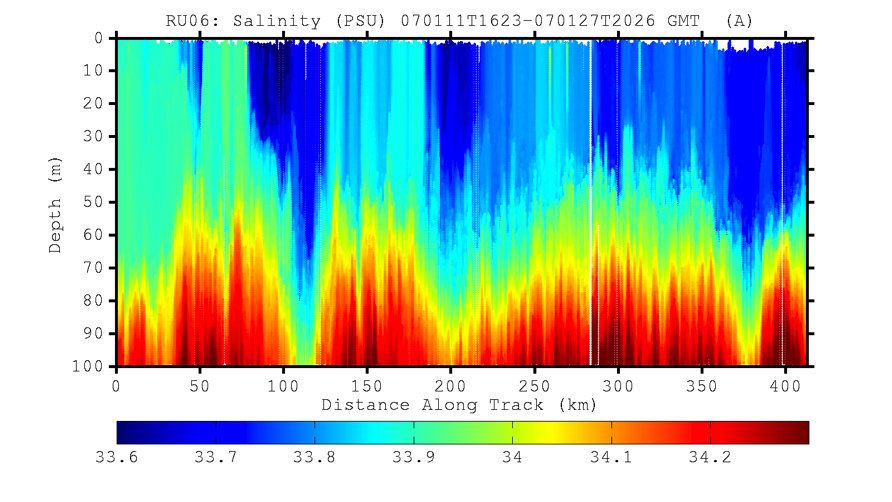 RU06: Salinity (PSU) 070111T1623-070127T2026 GMT (A)
0
10
20
30
40
50
60
70
80
90
100
Depth (m)
0 50 100 150 200 250 300 350 400
Distance Along Track (km)
33.6 33.7 33.8 33.9 34 34.1 34.2